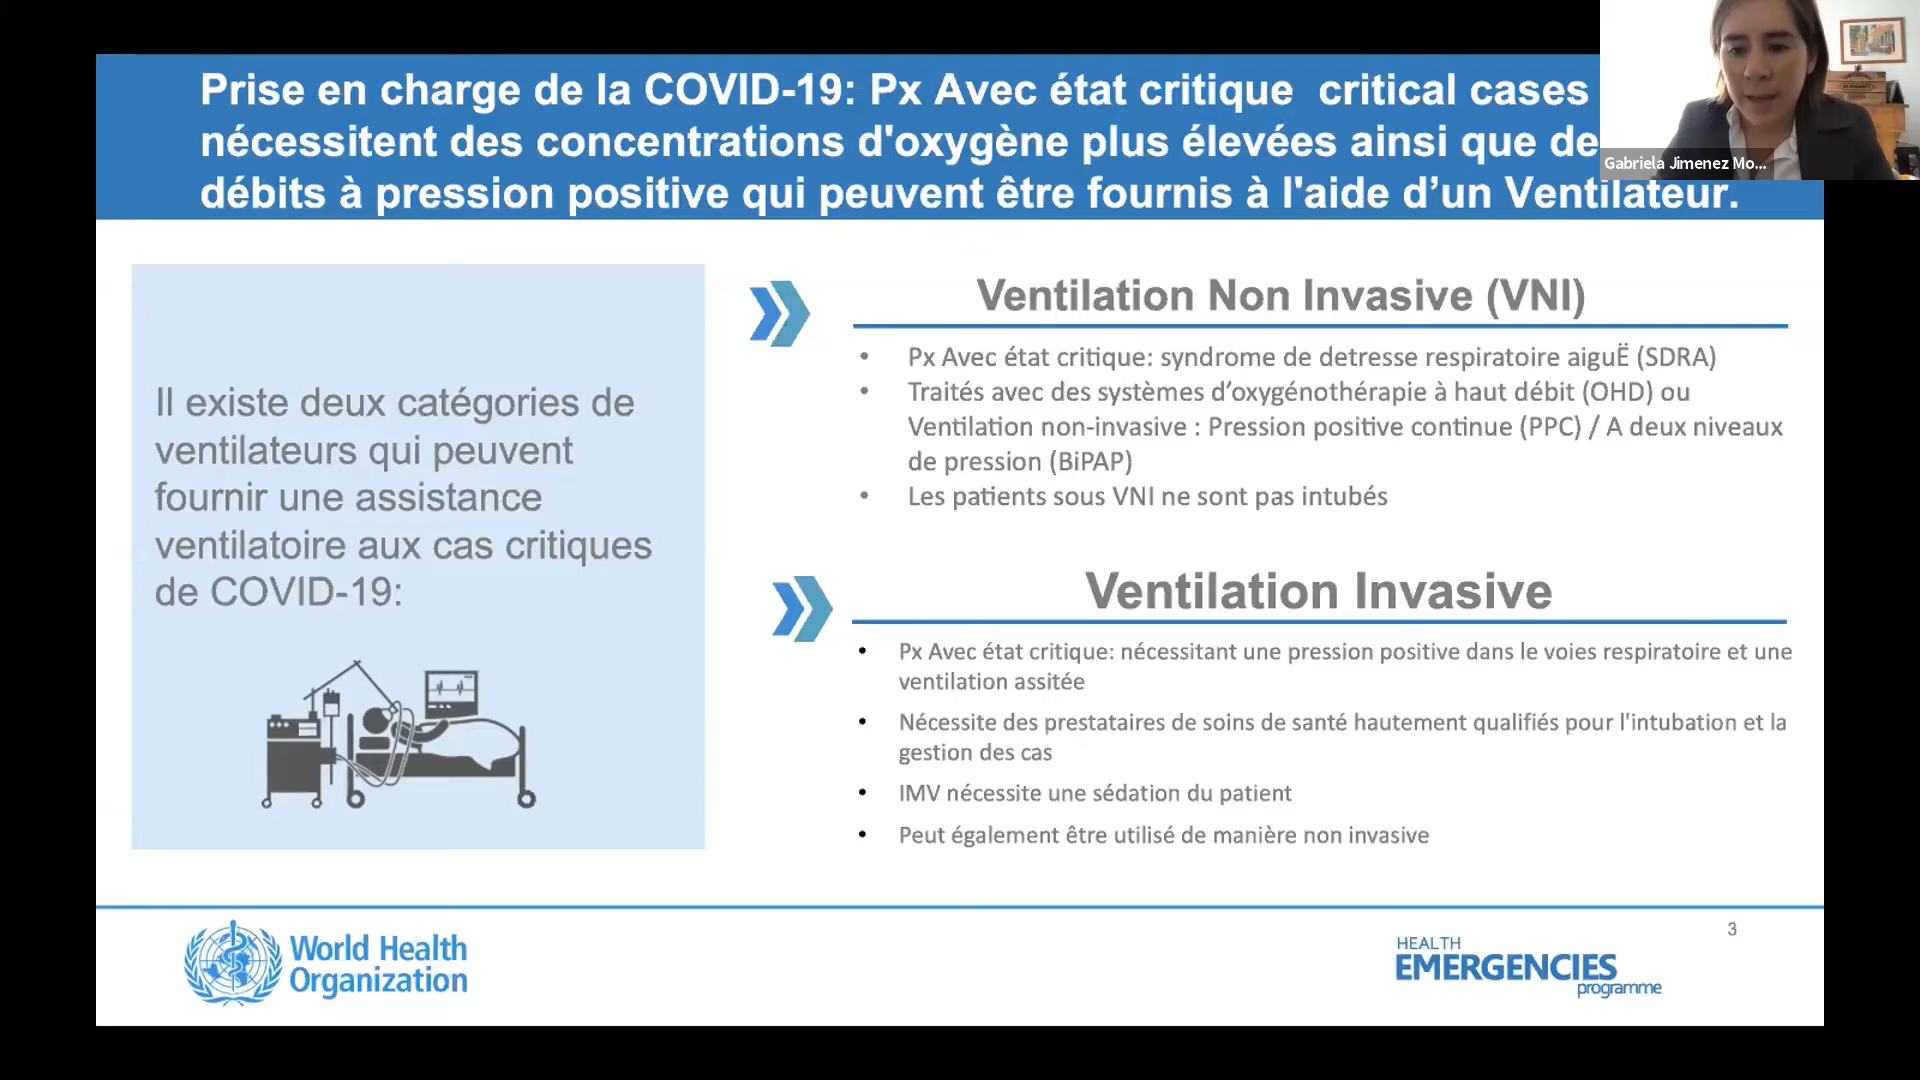 Prise en charge de la COVID-19: Px Avec état critique  critical cases
nécessitent des concentrations d'oxygène plus élevées ainsi que de
débits à pression positive qui peuvent être fournis à l'aide d’un Ventilateur.
Gabriela Jimenez Mo...
Il existe deux catégories de
ventilateurs qui peuvent
fournir une assistance
ventilatoire aux cas critiques
de COVID-19:
Ventilation Non Invasive (VNI)
• Px Avec état critique: syndrome de detresse respiratoire aiguË (SDRA)
• Traités avec des systèmes d’oxygénothérapie à haut débit (OHD) ou
Ventilation non-invasive : Pression positive continue (PPC) / A deux niveaux
de pression (BiPAP)
• Les patients sous VNI ne sont pas intubés
Ventilation Invasive
• Px Avec état critique: nécessitant une pression positive dans le voies respiratoire et une
ventilation assitée
• Nécessite des prestataires de soins de santé hautement qualifiés pour l'intubation et la
gestion des cas
• IMV nécessite une sédation du patient
• Peut également être utilisé de manière non invasive
World Health
Organization
HEALTH
EMERGENCIES
programme
3